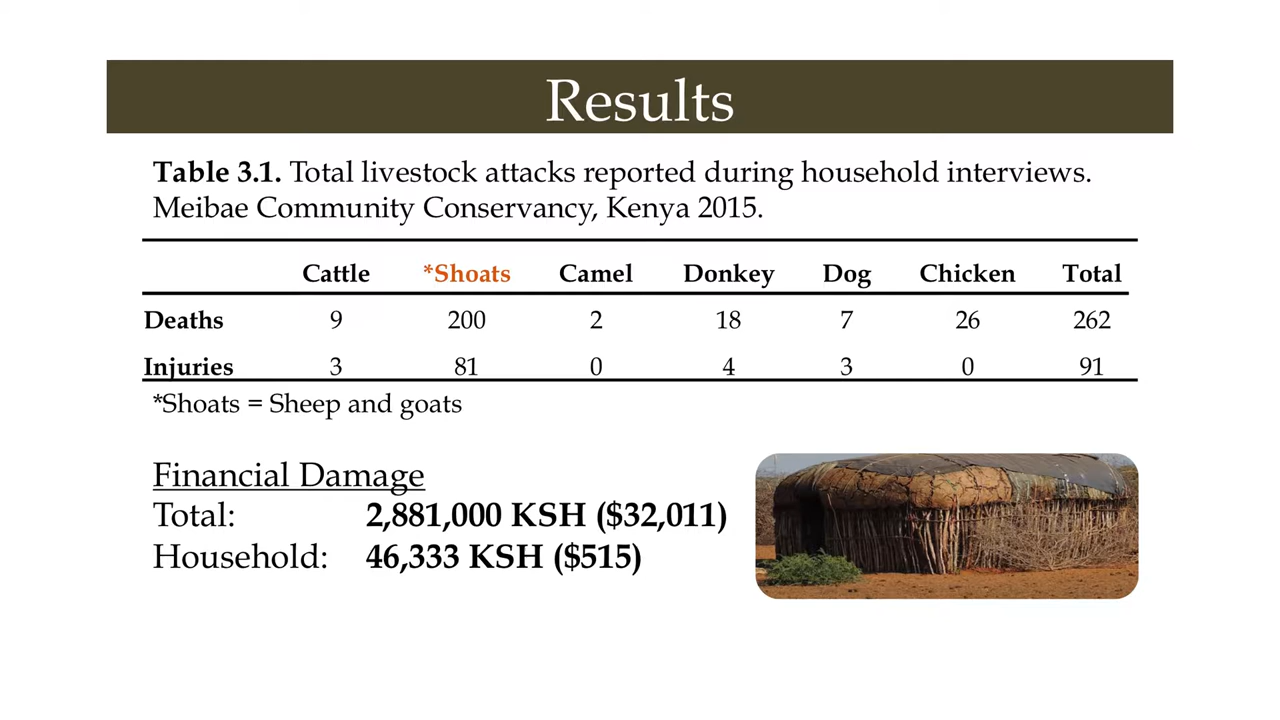 Results
Table 3.1. Total livestock attacks reported during household interviews.
Meibae Community Conservancy, Kenya 2015.
Cattle *Shoats Camel Donkey Dog Chicken Total
Deaths 9 200 2 18 7 26 262
Injuries 3 81 0 4 3 0 91
*Shoats = Sheep and goats
Financial Damage
Total: 2,881,000 KSH ($32,011)
Household: 46,333 KSH ($515)